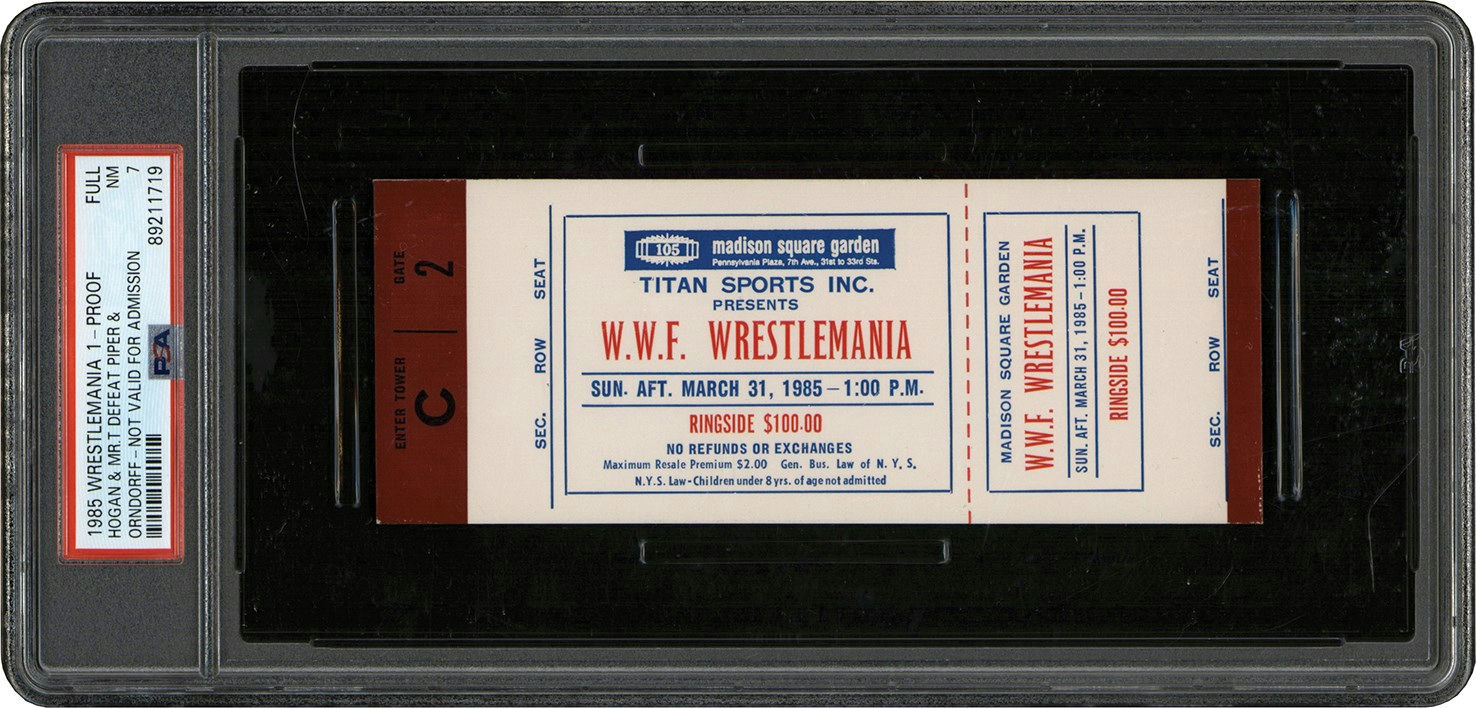 1985 WRESTLEMANIA 1 - PROOF FULL
HOGAN & MR.T DEFEAT PIPER & NM
ORNDORFF - NOT VALID FOR ADMISSION 7
89211719
PSA
ENTER TOWER GATE
C 2
SEC. ROW SEAT
105 madison square garden
Pennsylvania Plaza, 7th Ave., 31st to 33rd Sts.
TITAN SPORTS INC.
PRESENTS
W.W.F. WRESTLEMANIA
SUN. AFT. MARCH 31, 1985-1:00 P.M.
RINGSIDE $100.00
NO REFUNDS OR EXCHANGES
Maximum Resale Premium $2.00 Gen. Bus. Law of N. Y. S.
N.Y.S. Law-Children under 8 yrs. of age not admitted
MADISON SQUARE GARDEN
W.W.F. WRESTLEMANIA
SUN. AFT. MARCH 31, 1985-1:00 P.M.
RINGSIDE $100.00
SEC. ROW SEAT